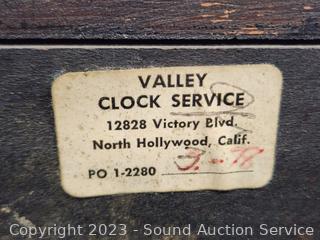 VALLEY
CLOCK SERVICE
12828 Victory Blvd.
North Hollywood, Calif.
PO 1-2280
Copyright © 2023 - Sound Auction Service